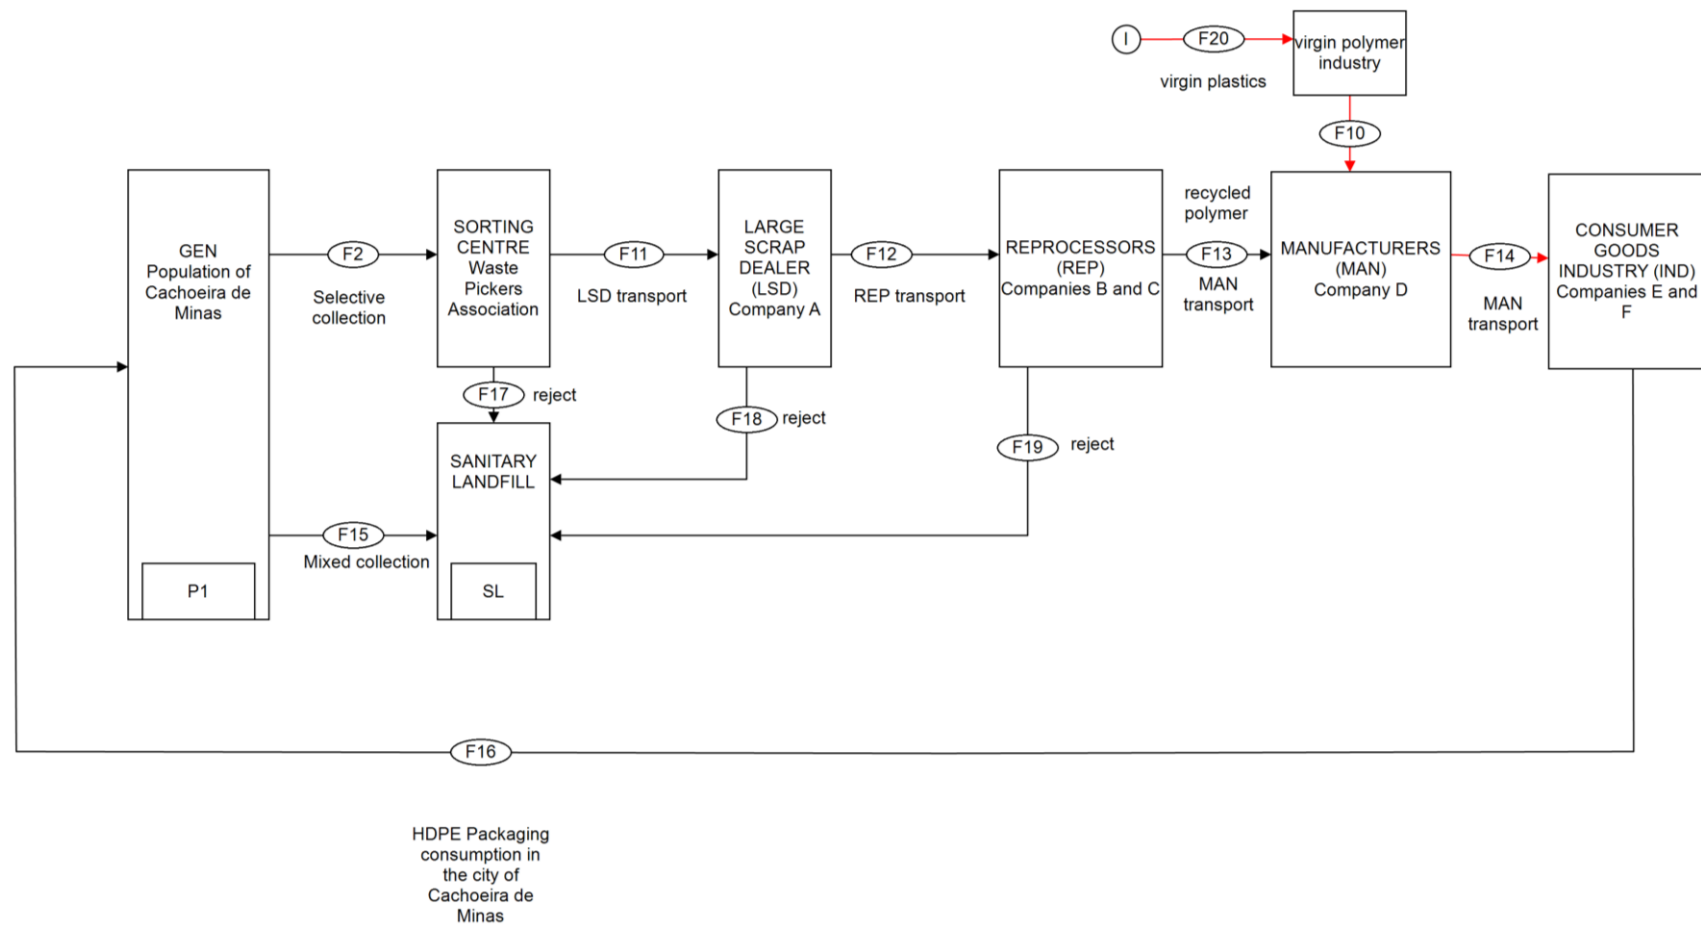 I
F20
virgin plastics
virgin polymer
industry
F10
GEN
Population of
Cachoeira de
Minas
P1
F2
Selective
collection
F15
Mixed collection
SORTING
CENTRE
Waste
Pickers
Association
F17
reject
SANITARY
LANDFILL
SL
F11
LSD transport
LARGE
SCRAP
DEALER
(LSD)
Company A
F18
reject
F12
REP transport
REPROCESSORS
(REP)
Companies B and C
F19
reject
recycled
polymer
F13
MAN
transport
MANUFACTURERS
(MAN)
Company D
F14
MAN
transport
CONSUMER
GOODS
INDUSTRY (IND)
Companies E and
F
F16
HDPE Packaging
consumption in
the city of
Cachoeira de
Minas